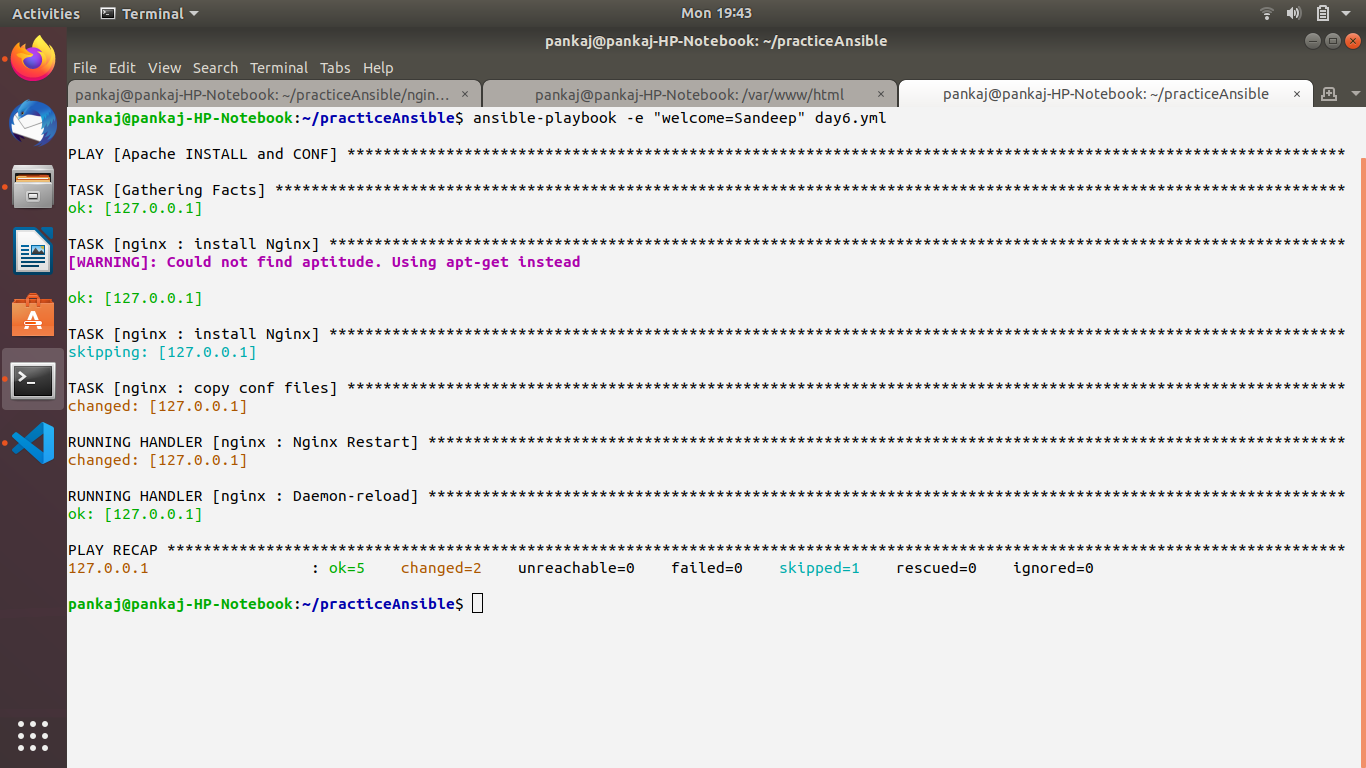 Activities Terminal Mon 19:43
pankaj@pankaj-HP-Notebook: ~/practiceAnsible
File Edit View Search Terminal Tabs Help
pankaj@pankaj-HP-Notebook: ~/practiceAnsible/ngin... × pankaj@pankaj-HP-Notebook: /var/www/html × pankaj@pankaj-HP-Notebook: ~/practiceAnsible ×
pankaj@pankaj-HP-Notebook:~/practiceAnsible$ ansible-playbook -e "welcome=Sandeep" day6.yml
PLAY [Apache INSTALL and CONF] ***************************************************************************************************************
TASK [Gathering Facts] ***********************************************************************************************************************
ok: [127.0.0.1]
TASK [nginx : install Nginx] *****************************************************************************************************************
[WARNING]: Could not find aptitude. Using apt-get instead
ok: [127.0.0.1]
TASK [nginx : install Nginx] *****************************************************************************************************************
skipping: [127.0.0.1]
TASK [nginx : copy conf files] ***************************************************************************************************************
changed: [127.0.0.1]
RUNNING HANDLER [nginx : Nginx Restart] ******************************************************************************************************
changed: [127.0.0.1]
RUNNING HANDLER [nginx : Daemon-reload] ******************************************************************************************************
ok: [127.0.0.1]
PLAY RECAP ***********************************************************************************************************************************
127.0.0.1 : ok=5 changed=2 unreachable=0 failed=0 skipped=1 rescued=0 ignored=0
pankaj@pankaj-HP-Notebook:~/practiceAnsible$